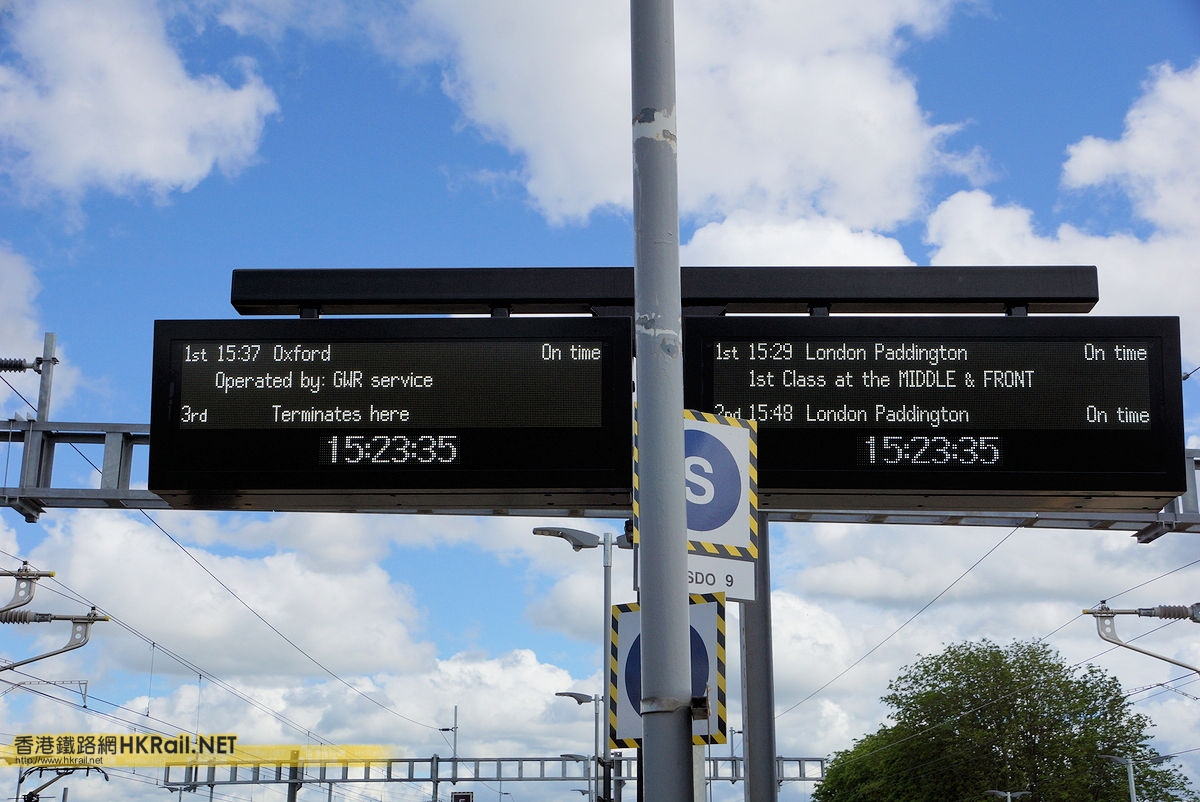 1st 15:37 Oxford On time
Operated by: GWR service
3rd Terminates here
15:23:35
1st 15:29 London Paddington On time
1st Class at the MIDDLE & FRONT
2nd 15:48 London Paddington On time
15:23:35
S
SDO 9
香港鐵路網HKRail.NET
http://www.hkrail.net